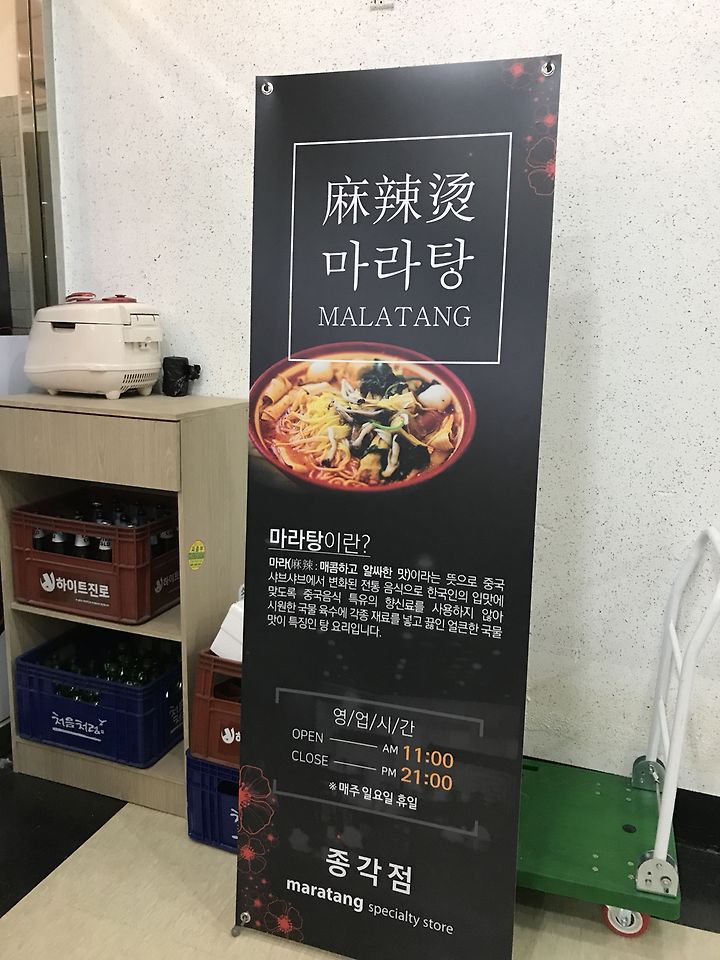 麻辣烫
마라탕
MALATANG
마라탕이란?
마라(麻辣:매콤하고 알싸한 맛)이라는 뜻으로 중국
샤브샤브에서 변화된 전통 음식으로 한국인의 입맛에
맞도록 중국음식 특유의 향신료를 사용하지 않아
시원한 국물 육수에 각종 재료를 넣고 끓인 얼큰한 국물
맛이 특징인 탕 요리입니다.
영/업/시/간
OPEN AM 11:00
CLOSE PM 21:00
※ 매주 일요일 휴일
종각점
maratang specialty store
하이트진로
처음처럼